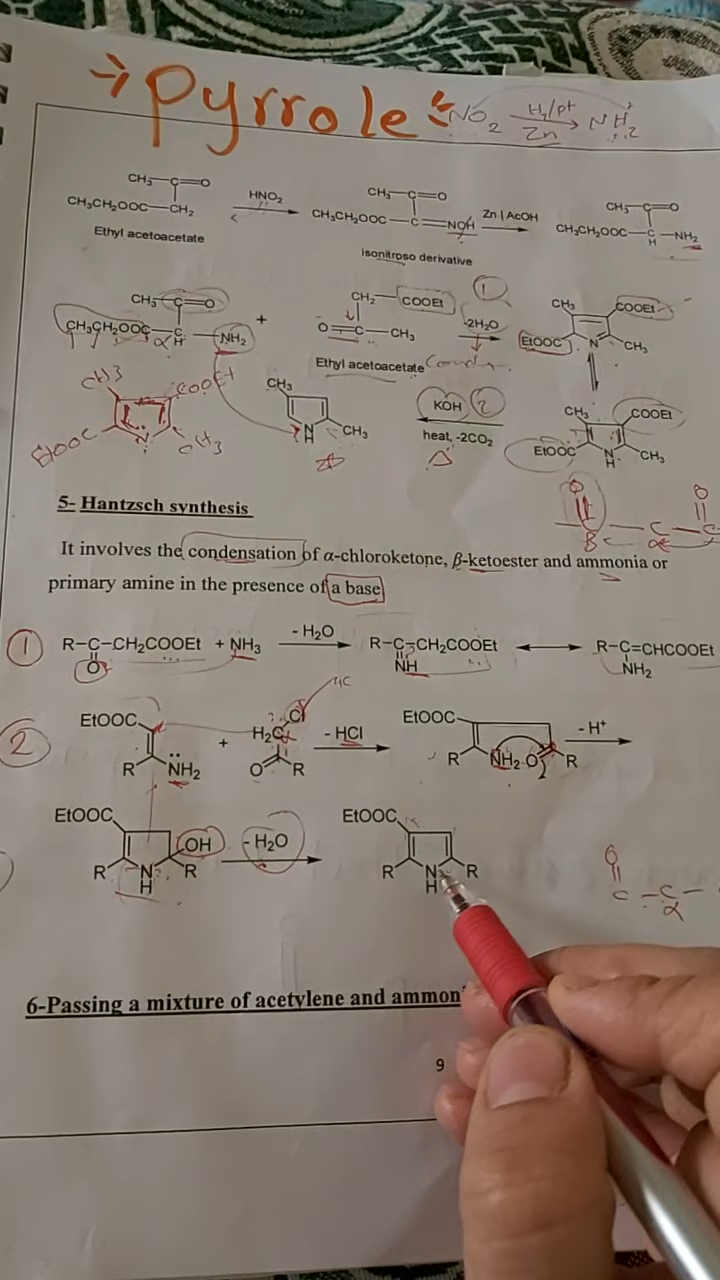 → pyrrole
NO2 H2/pt Zn → NH2
CH3—C=O
CH3CH2OOC—CH2
Ethyl acetoacetate
HNO2
CH3—C=O
CH3CH2OOC—C=NOH
isonitroso derivative
Zn | AcOH
CH3—C=O
CH3CH2OOC—C—NH2
H
CH3—C=O
CH3CH2OOC—C—NH2
α H
+
CH2—COOEt
O=C—CH3
Ethyl acetoacetate
1
-2H2O
CH3 COOEt
EtOOC N CH3
CH3 COOEt
EtOOC N CH3
CH3
N
H CH3
KOH 2
heat, -2CO2
Δ
CH3 COOEt
EtOOC N CH3
H
5- Hantzsch synthesis
O O
β C α C
It involves the condensation of α-chloroketone, β-ketoester and ammonia or
primary amine in the presence of a base
1 R–C–CH2COOEt + NH3 - H2O R–C–CH2COOEt R–C=CHCOOEt
O NH NH2
2 EtOOC R NH2 + H2C Cl O R - HCl EtOOC R NH2 O R - H+
EtOOC R N H R OH - H2O EtOOC R N H R
O
C – C –
α
6-Passing a mixture of acetylene and
9